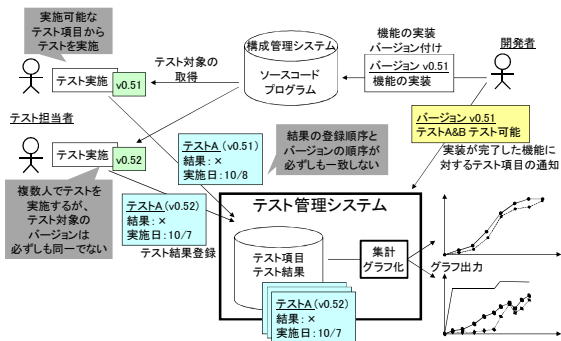 実施可能な
テスト項目から
テストを実施
テスト実施
v0.51
テスト対象の
取得
構成管理システム
ソースコード
プログラム
機能の実装
バージョン付け
バージョン v0.51
機能の実装
開発者
テスト担当者
テスト実施
v0.52
バージョン v0.51
テストA&B テスト可能
実装が完了した機能に
対するテスト項目の通知
テストA (v0.51)
結果：×
実施日：10/8
結果の登録順序と
バージョンの順序が
必ずしも一致しない
複数人でテストを
実施するが、
テスト対象の
バージョンは
必ずしも同一でない
テストA (v0.52)
結果：×
実施日：10/7
テスト結果登録
テスト管理システム
テスト項目
テスト結果
集計
グラフ化
グラフ出力
テストA (v0.52)
結果：×
実施日：10/7